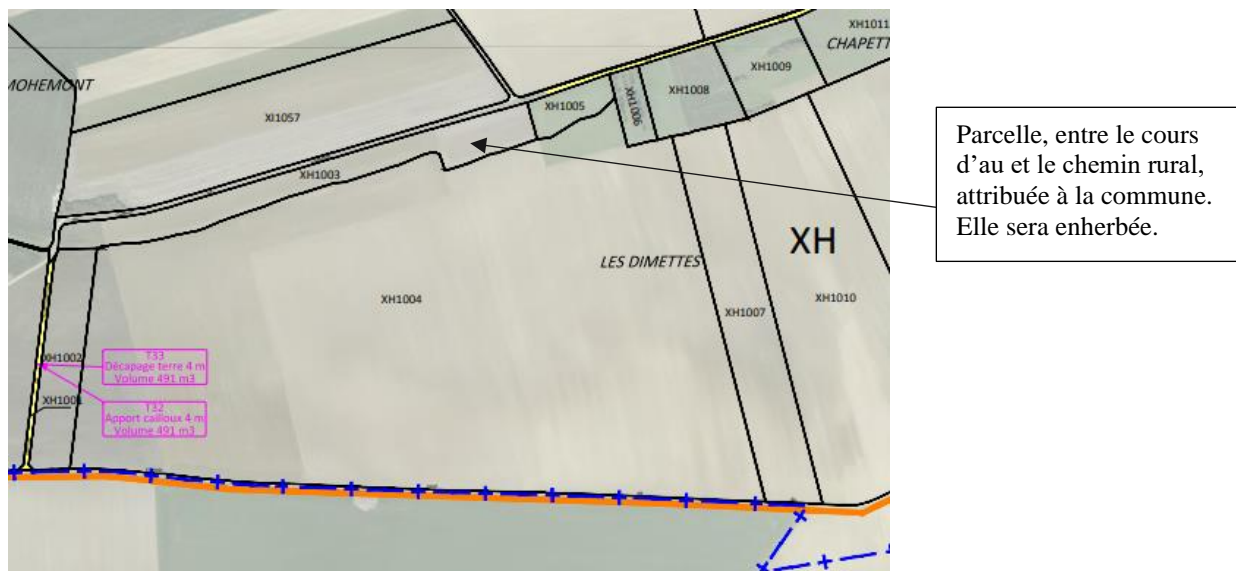 XH1011
CHAPETT
MOHEMONT
XH1009
XH1008
XH1005
XH1006
XI1057
XH1003
Parcelle, entre le cours
d'au et le chemin rural,
attribuée à la commune.
Elle sera enherbée.
XH
LES DIMETTES
XH1004
XH1007
XH1010
XH1002
T33
Décapage terre 4 m
Volume 491 m3
XH1001
T32
Apport cailloux 4 m
Volume 491 m3